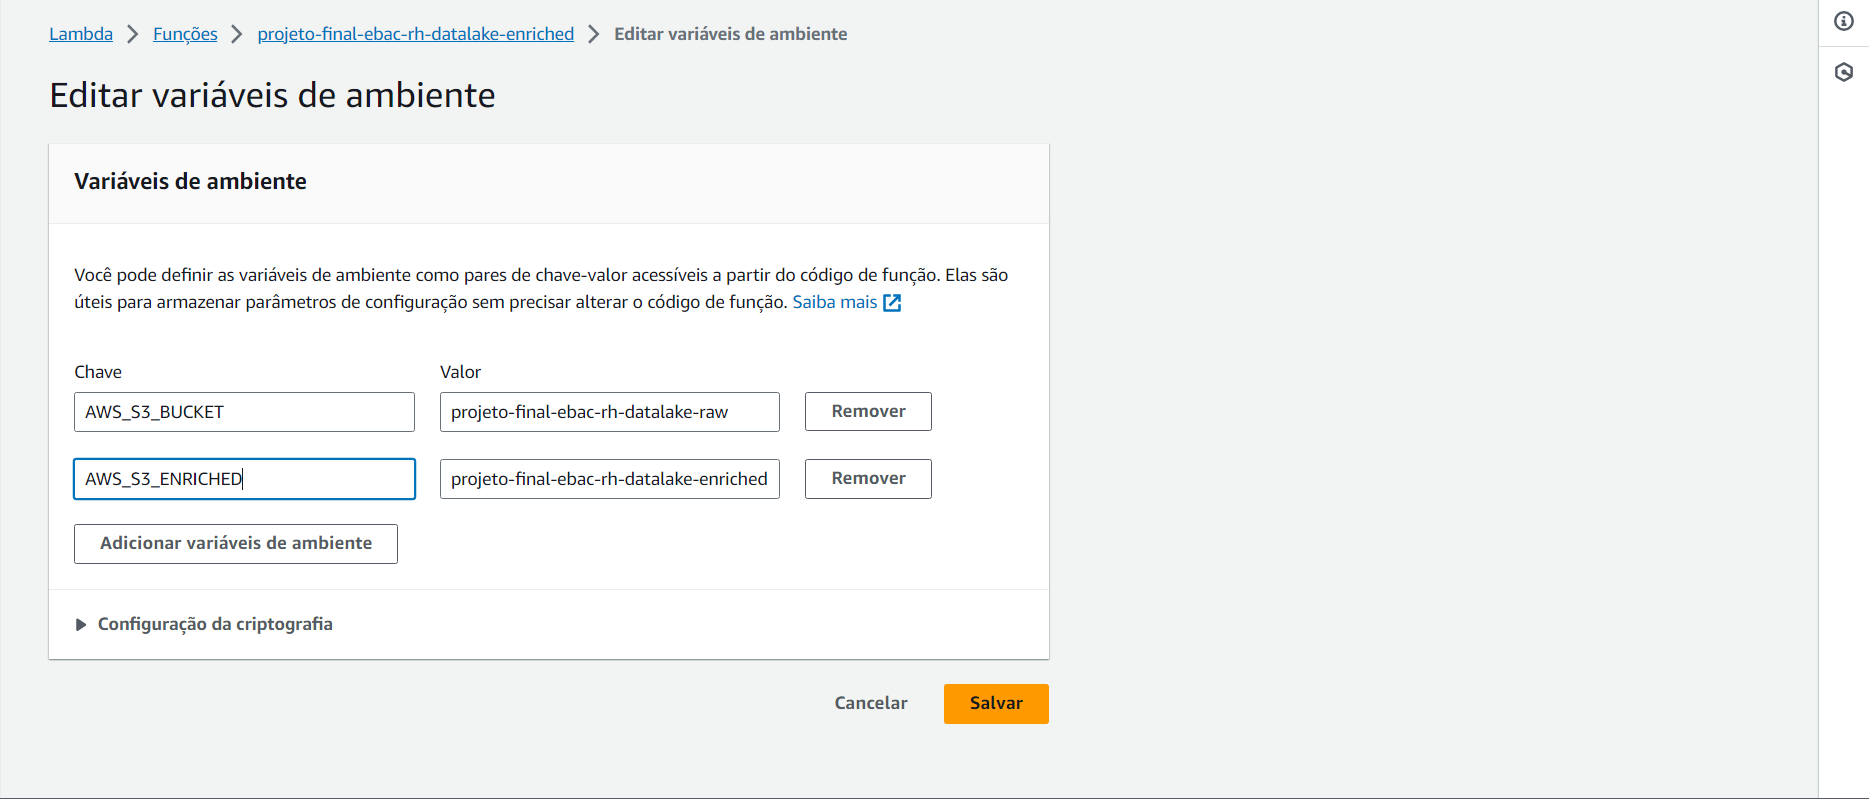 Lambda > Funções > projeto-final-ebac-rh-datalake-enriched > Editar variáveis de ambiente
Editar variáveis de ambiente
Variáveis de ambiente
Você pode definir as variáveis de ambiente como pares de chave-valor acessíveis a partir do código de função. Elas são
úteis para armazenar parâmetros de configuração sem precisar alterar o código de função. Saiba mais
Chave Valor
AWS_S3_BUCKET projeto-final-ebac-rh-datalake-raw Remover
AWS_S3_ENRICHED projeto-final-ebac-rh-datalake-enriched Remover
Adicionar variáveis de ambiente
Configuração da criptografia
Cancelar Salvar